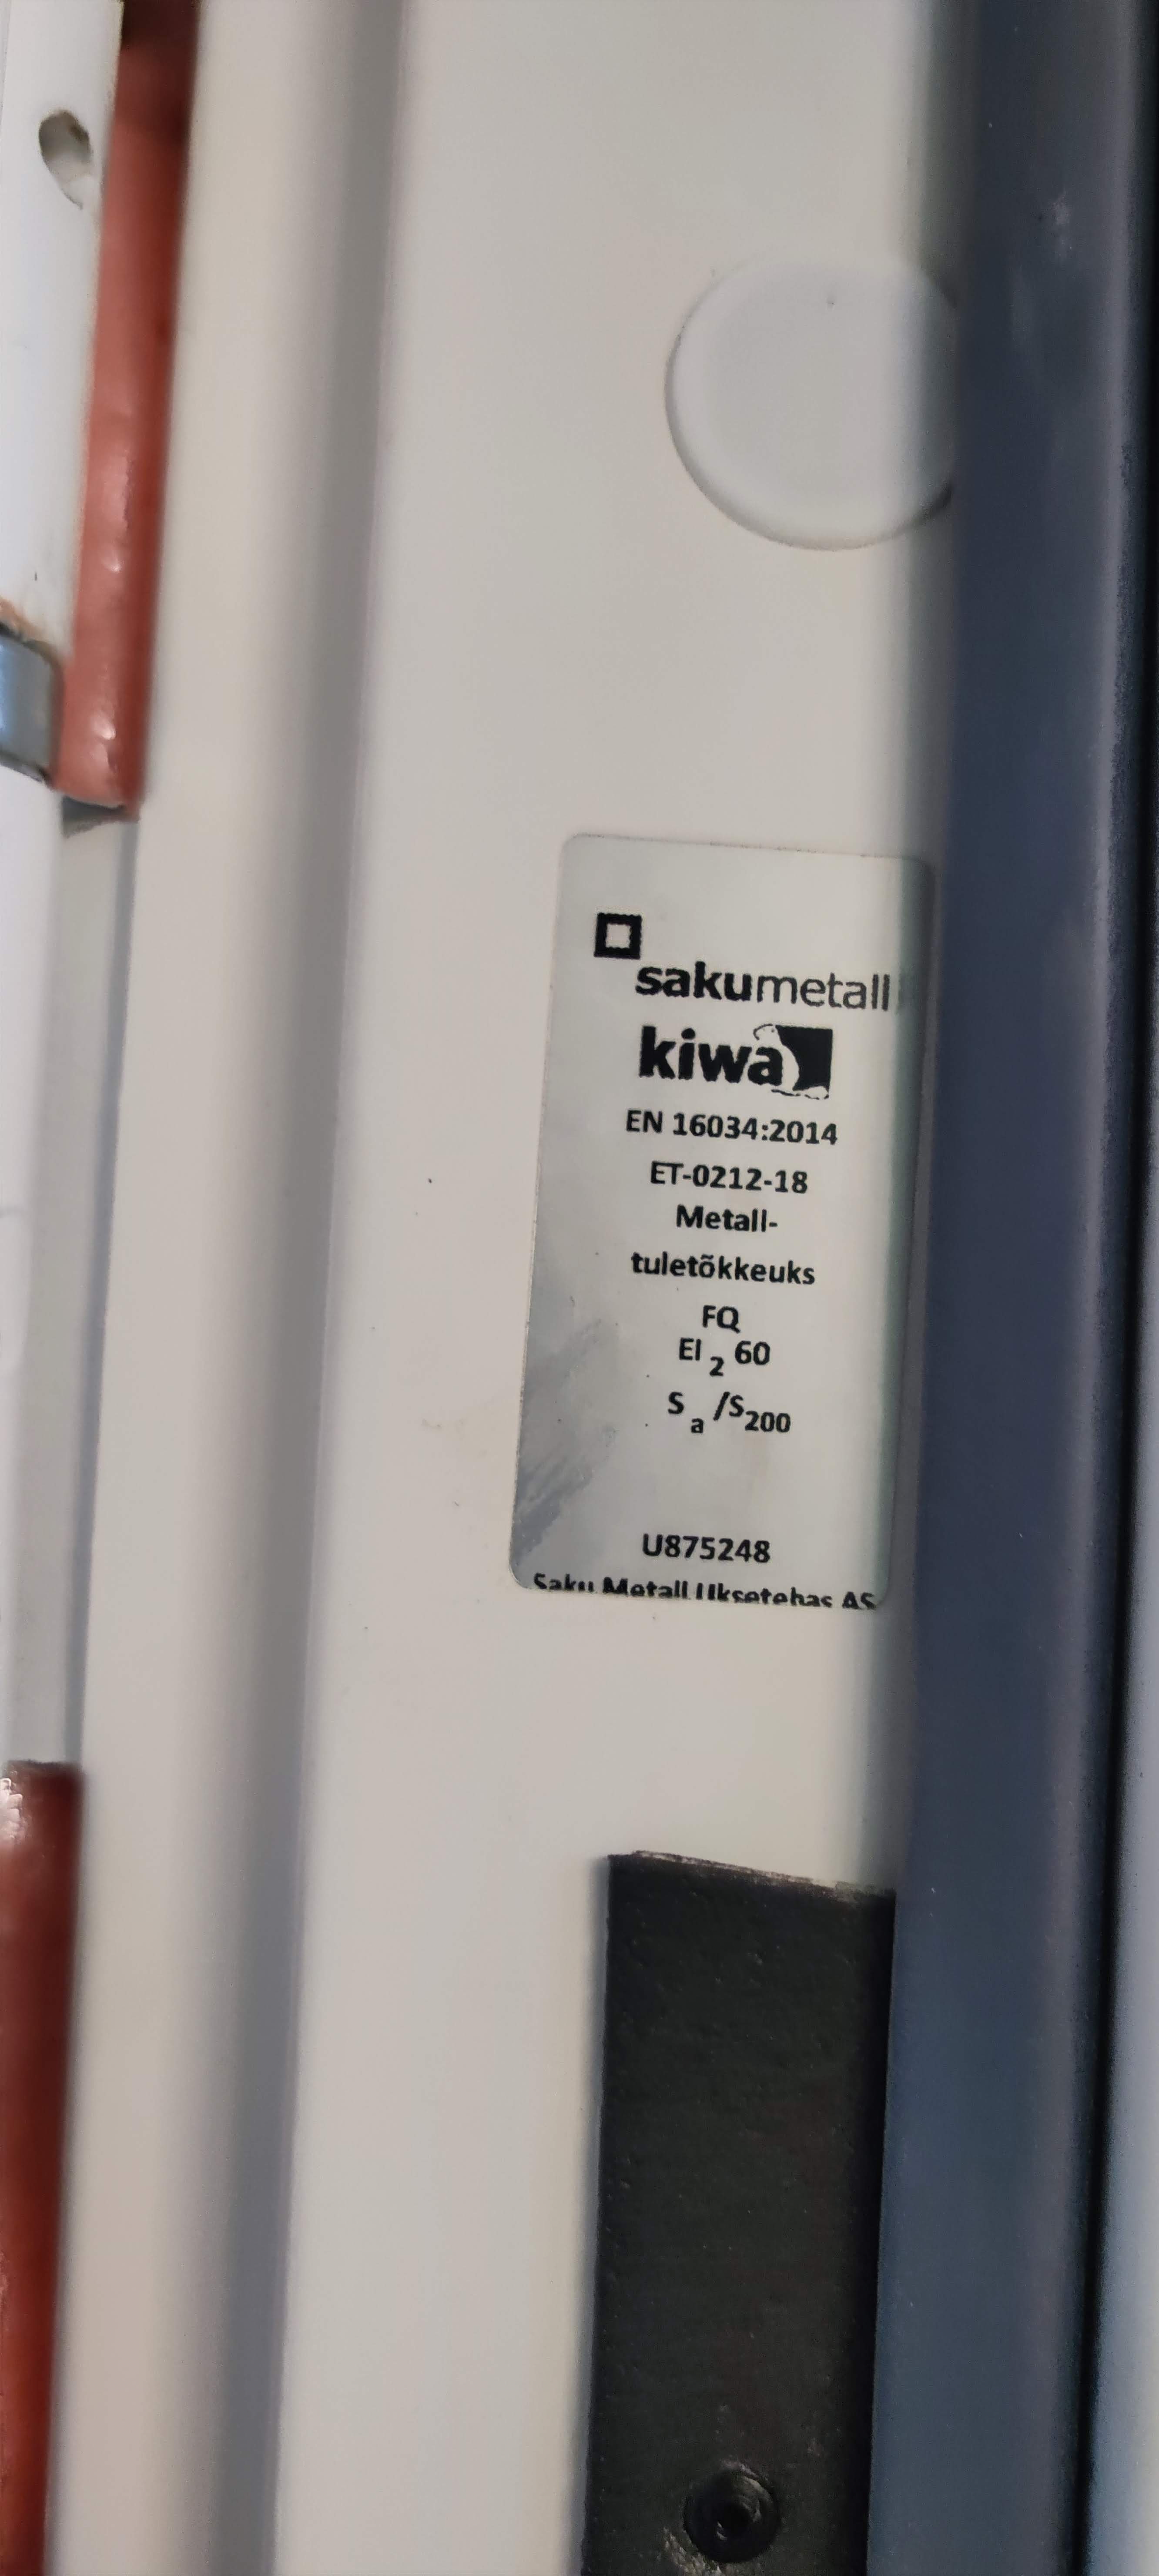 sakumetall
kiwa
EN 16034:2014
ET-0212-18
Metall-
tuletõkkeuks
FQ
EI 2 60
S a /S200
U875248
Saku Metall Uksetehas AS